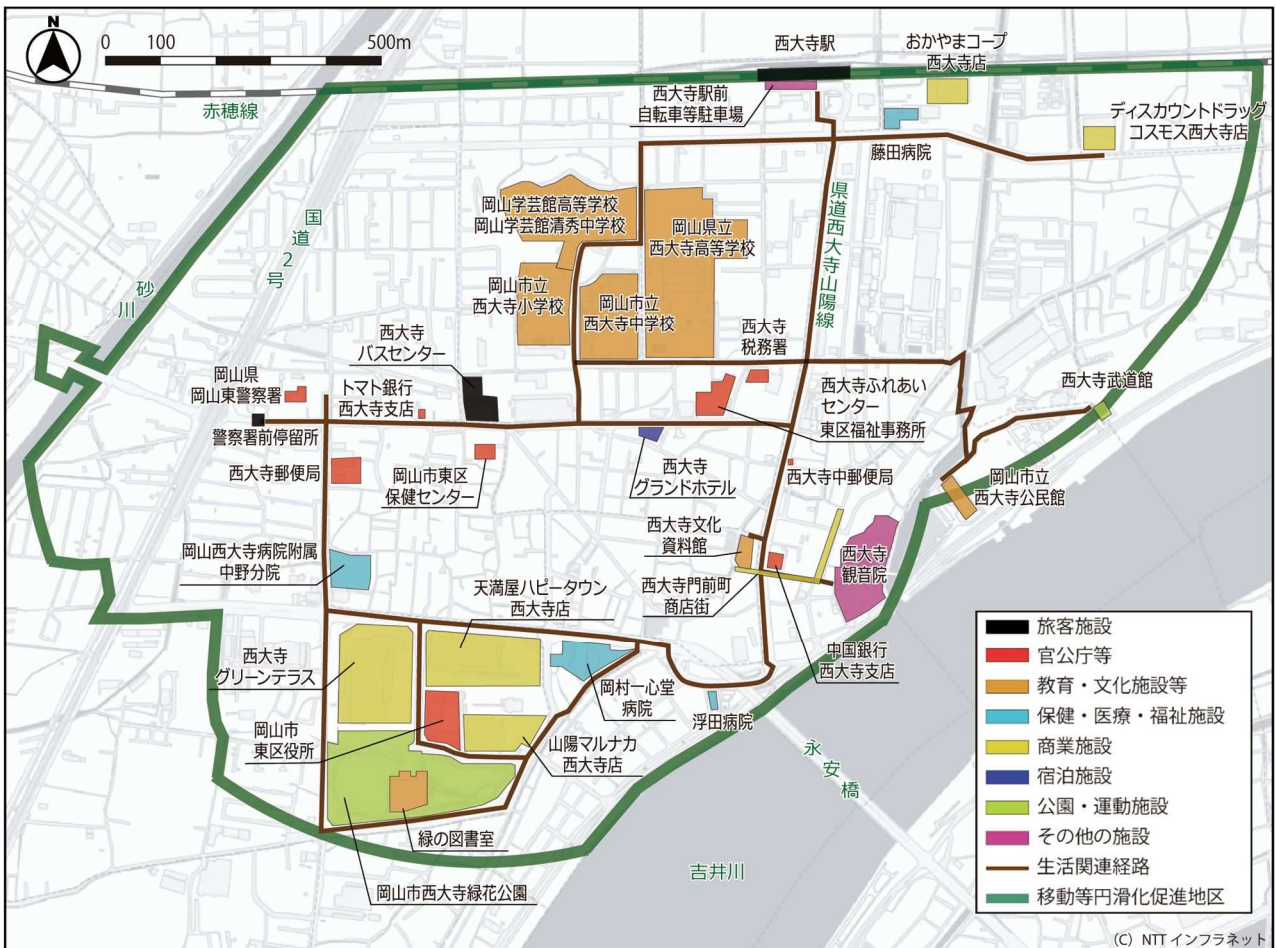 N
0
100
500m
西大寺駅
おかやまコープ
西大寺店
赤穂線
西大寺駅前
自転車等駐車場
ディスカウントドラッグ
コスモス西大寺店
藤田病院
岡山学芸館高等学校
岡山学芸館清秀中学校
岡山県立
西大寺高等学校
県道西大寺山陽線
国道2号
砂川
岡山市立
西大寺小学校
岡山市立
西大寺中学校
西大寺
税務署
西大寺
バスセンター
岡山県
岡山東警察署
トマト銀行
西大寺支店
西大寺ふれあい
センター
東区福祉事務所
西大寺武道館
警察署前停留所
西大寺郵便局
岡山市東区
保健センター
西大寺
グランドホテル
西大寺中郵便局
岡山市立
西大寺公民館
西大寺文化
資料館
西大寺
観音院
岡山西大寺病院附属
中野分院
天満屋ハピータウン
西大寺店
西大寺門前町
商店街
中国銀行
西大寺支店
西大寺
グリーンテラス
岡村一心堂
病院
岡山市
東区役所
山陽マルナカ
西大寺店
浮田病院
永安橋
緑の図書室
岡山市西大寺緑花公園
吉井川
旅客施設
官公庁等
教育・文化施設等
保健・医療・福祉施設
商業施設
宿泊施設
公園・運動施設
その他の施設
生活関連経路
移動等円滑化促進地区
(C) NTTインフラネット